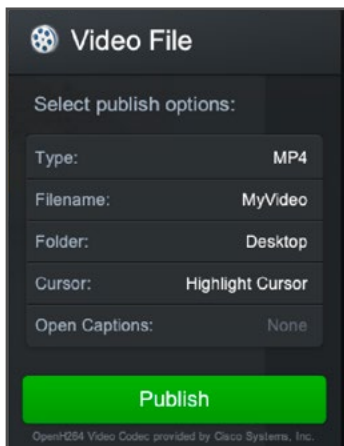 Video File
Select publish options:
Type: MP4
Filename: MyVideo
Folder: Desktop
Cursor: Highlight Cursor
Open Captions: None
Publish
OpenH264 Video Codec provided by Cisco Systems, Inc.